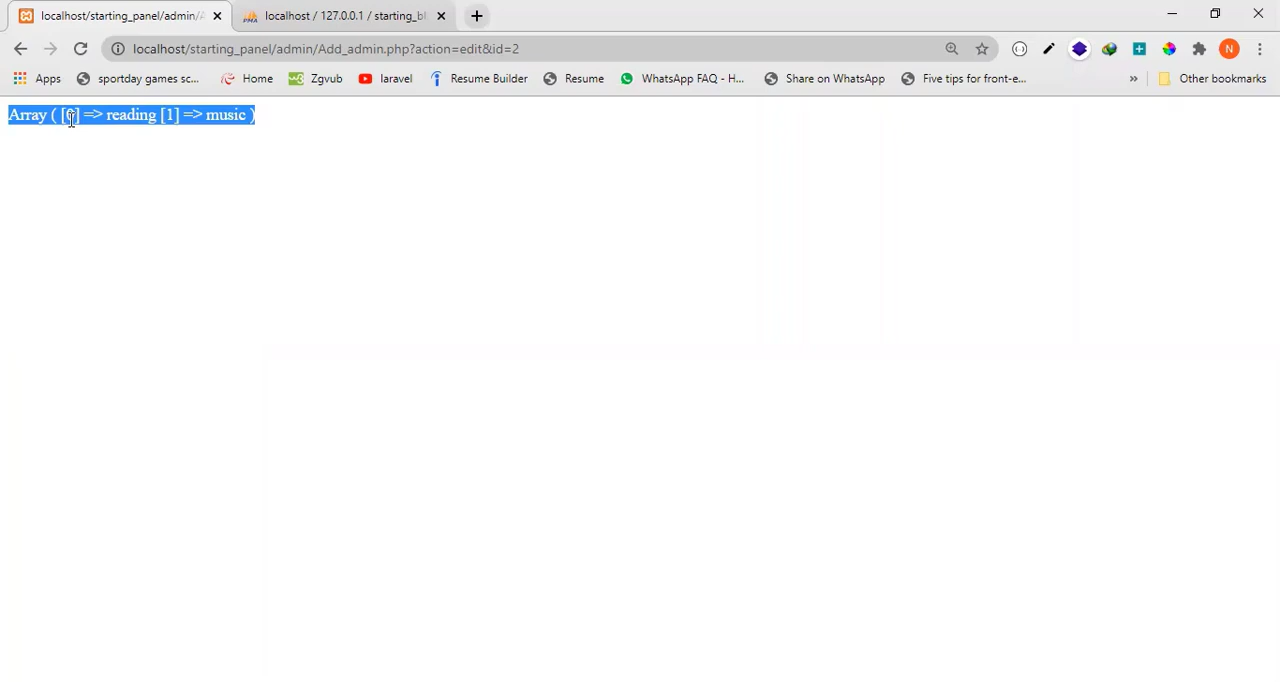 localhost/starting_panel/admin/A
localhost / 127.0.0.1 / starting_bl
localhost/starting_panel/admin/Add_admin.php?action=edit&id=2
N
Apps
sportday games sc...
Home
Zgvub
laravel
Resume Builder
Resume
WhatsApp FAQ - H...
Share on WhatsApp
Five tips for front-e...
»
Other bookmarks
Array ( [0] => reading [1] => music )